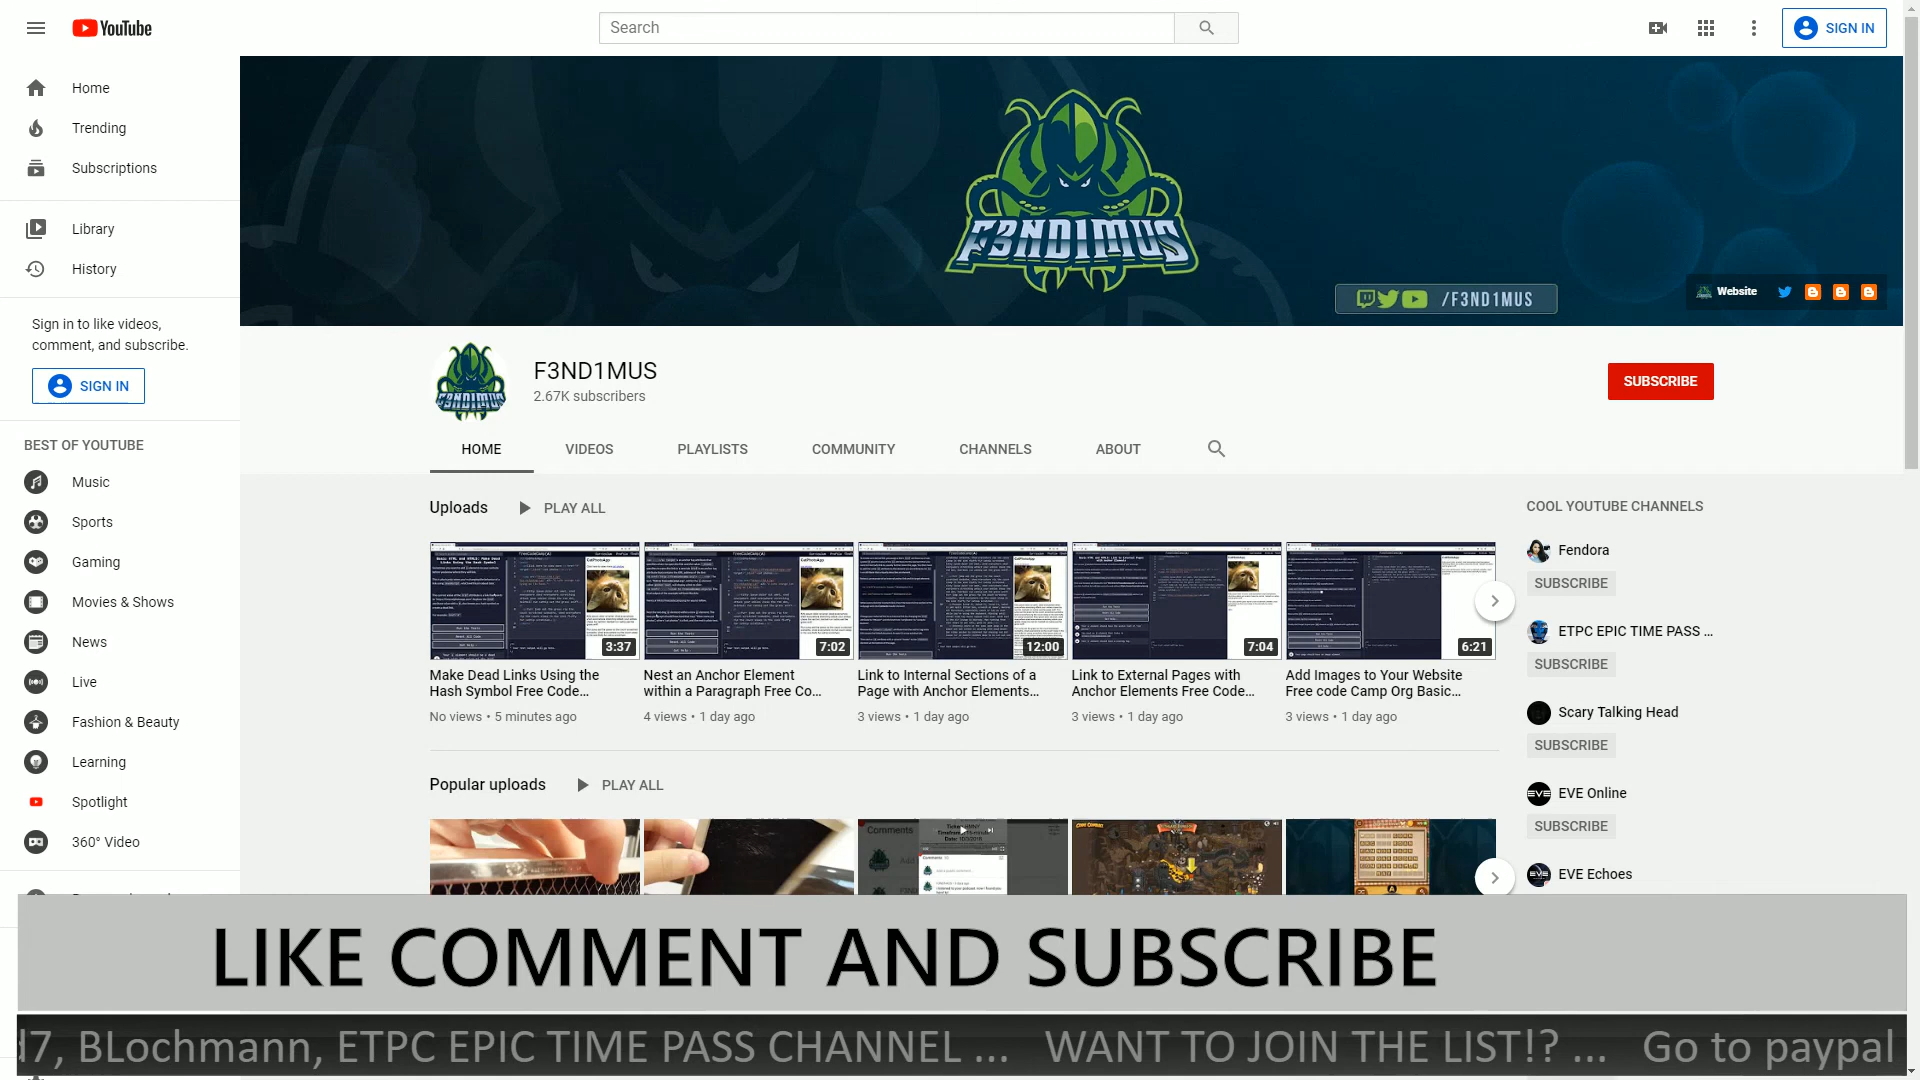 YouTube
Search
SIGN IN
Home
Trending
Subscriptions
Library
History
Sign in to like videos,
comment, and subscribe.
SIGN IN
BEST OF YOUTUBE
Music
Sports
Gaming
Movies & Shows
News
Live
Fashion & Beauty
Learning
Spotlight
360° Video
F3ND1MUS
/F3ND1MUS
Website
F3ND1MUS
F3ND1MUS
2.67K subscribers
SUBSCRIBE
HOME
VIDEOS
PLAYLISTS
COMMUNITY
CHANNELS
ABOUT
Uploads
PLAY ALL
3:37
7:02
12:00
7:04
6:21
Make Dead Links Using the
Hash Symbol Free Code...
No views • 5 minutes ago
Nest an Anchor Element
within a Paragraph Free Co...
4 views • 1 day ago
Link to Internal Sections of a
Page with Anchor Elements...
3 views • 1 day ago
Link to External Pages with
Anchor Elements Free Code...
3 views • 1 day ago
Add Images to Your Website
Free code Camp Org Basic...
3 views • 1 day ago
Popular uploads
PLAY ALL
Comments
COOL YOUTUBE CHANNELS
Fendora
SUBSCRIBE
ETPC EPIC TIME PASS ...
SUBSCRIBE
Scary Talking Head
SUBSCRIBE
EVE Online
SUBSCRIBE
EVE Echoes
LIKE COMMENT AND SUBSCRIBE
7, BLochmann, ETPC EPIC TIME PASS CHANNEL ... WANT TO JOIN THE LIST!? ... Go to paypal